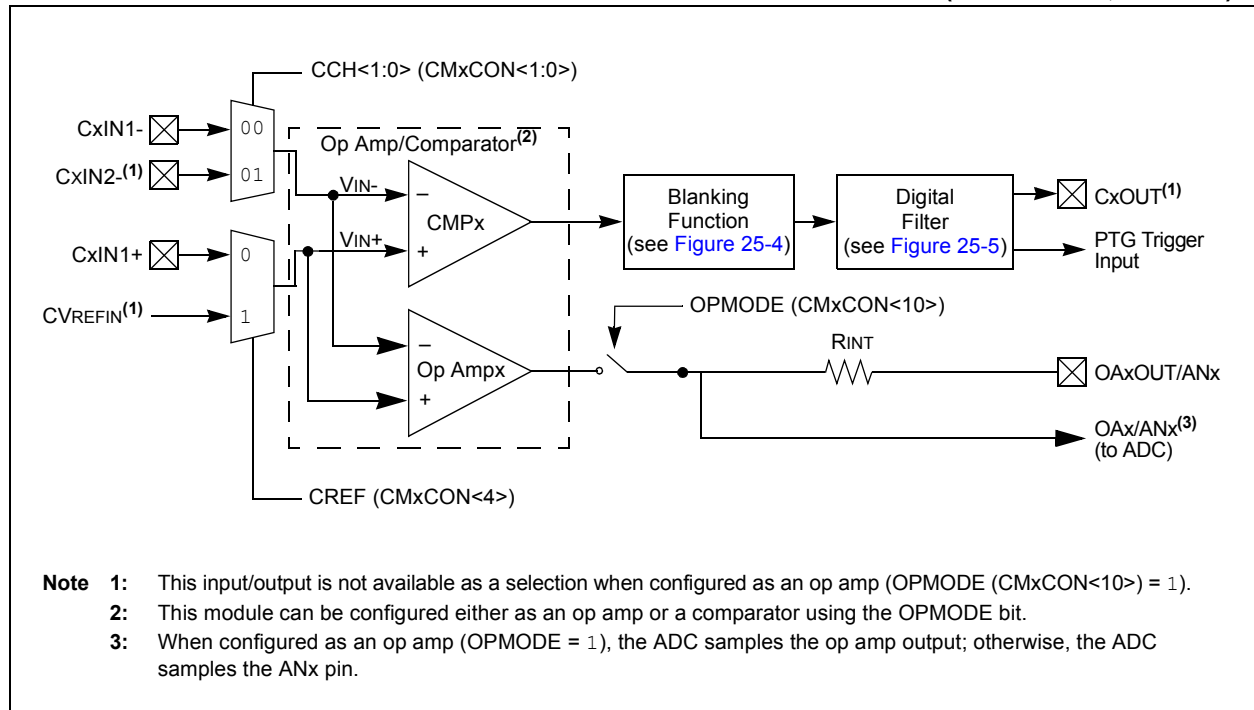 CCH<1:0> (CMxCON<1:0>)
CxIN1-
00
Op Amp/Comparator(2)
CxIN2-(1)
01
VIN-
–
CMPx
Blanking
Function
(see Figure 25-4)
Digital
Filter
(see Figure 25-5)
CxOUT(1)
CxIN1+
0
VIN+
+
PTG Trigger
Input
OPMODE (CMxCON<10>)
CVREFIN(1)
1
RINT
–
Op Ampx
+
OAxOUT/ANx
OAx/ANx(3)
(to ADC)
CREF (CMxCON<4>)
Note 1: This input/output is not available as a selection when configured as an op amp (OPMODE (CMxCON<10>) = 1).
2: This module can be configured either as an op amp or a comparator using the OPMODE bit.
3: When configured as an op amp (OPMODE = 1), the ADC samples the op amp output; otherwise, the ADC
samples the ANx pin.